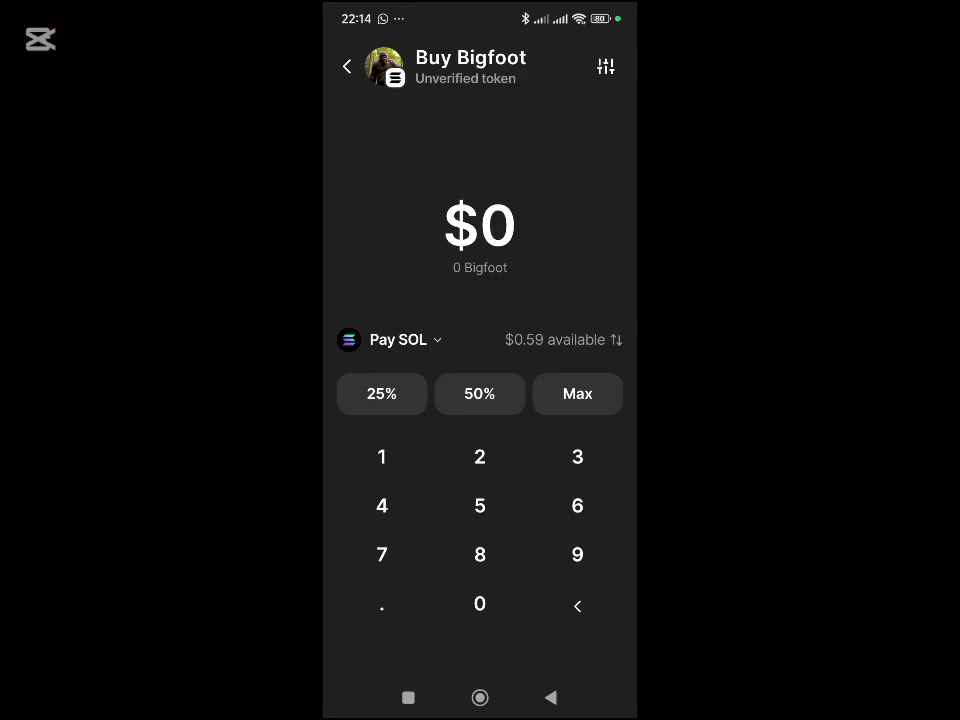 22:14
80
Buy Bigfoot
Unverified token
$0
0 Bigfoot
Pay SOL
$0.59 available
25% 50% Max
1 2 3
4 5 6
7 8 9
. 0